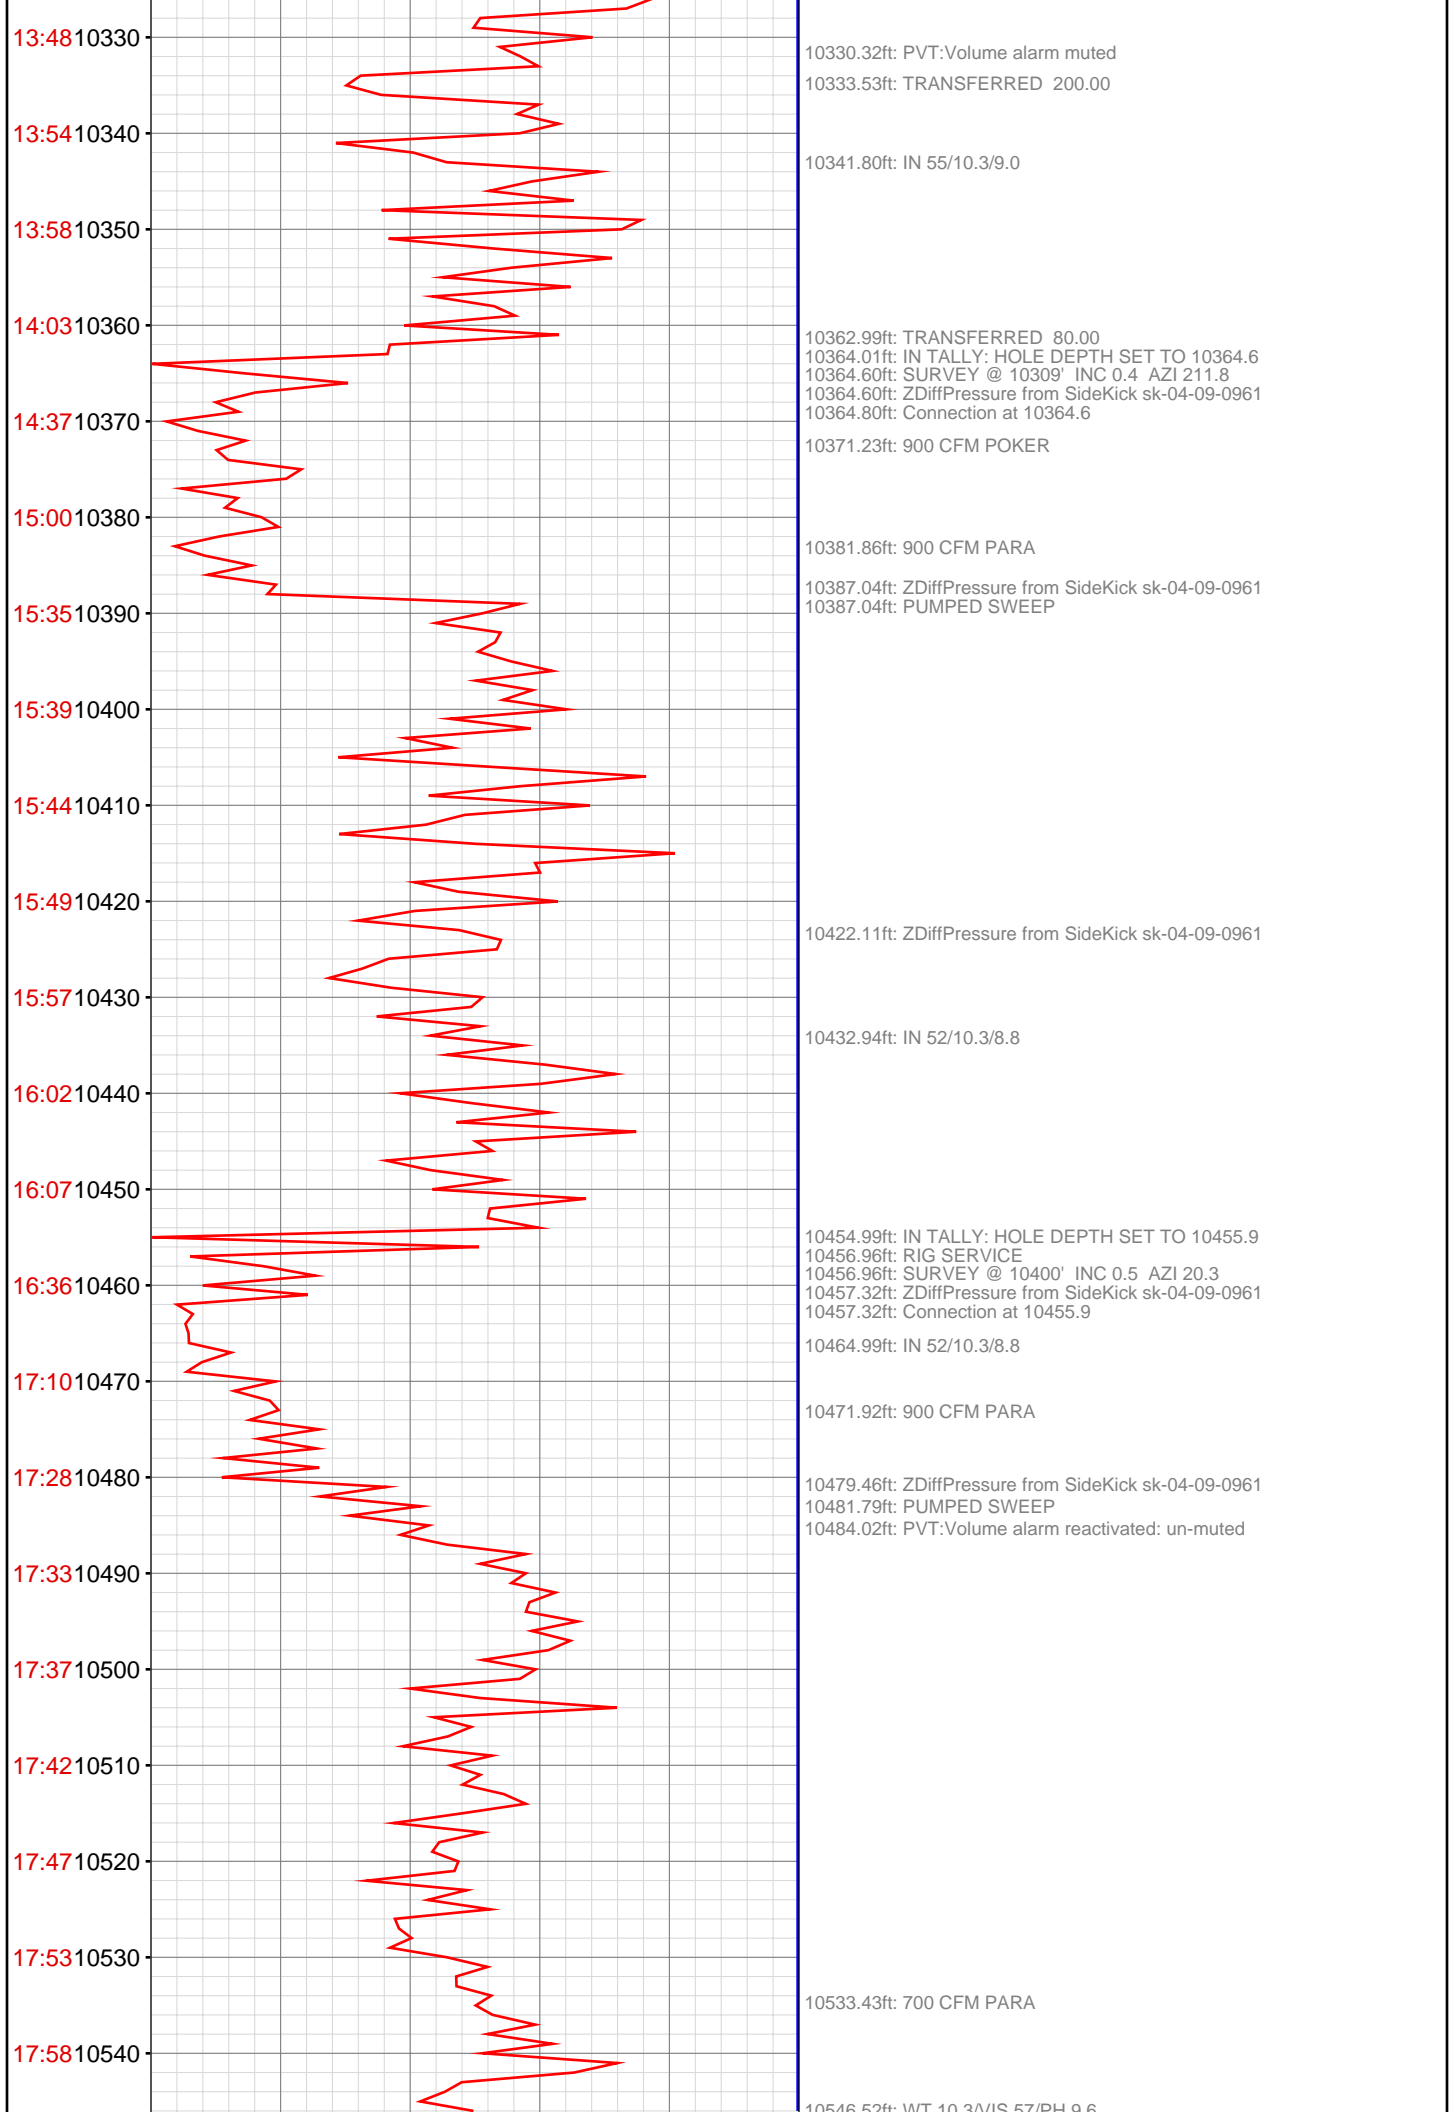 13:48 10330
10330.32ft: PVT:Volume alarm muted
10333.53ft: TRANSFERRED 200.00
13:54 10340
10341.80ft: IN 55/10.3/9.0
13:58 10350
14:03 10360
10362.99ft: TRANSFERRED 80.00
10364.01ft: IN TALLY: HOLE DEPTH SET TO 10364.6
10364.60ft: SURVEY @ 10309' INC 0.4 AZI 211.8
10364.60ft: ZDiffPressure from SideKick sk-04-09-0961
10364.80ft: Connection at 10364.6
14:37 10370
10371.23ft: 900 CFM POKER
15:00 10380
10381.86ft: 900 CFM PARA
10387.04ft: ZDiffPressure from SideKick sk-04-09-0961
10387.04ft: PUMPED SWEEP
15:35 10390
15:39 10400
15:44 10410
15:49 10420
10422.11ft: ZDiffPressure from SideKick sk-04-09-0961
15:57 10430
10432.94ft: IN 52/10.3/8.8
16:02 10440
16:07 10450
10454.99ft: IN TALLY: HOLE DEPTH SET TO 10455.9
10456.96ft: RIG SERVICE
10456.96ft: SURVEY @ 10400' INC 0.5 AZI 20.3
16:36 10460
10457.32ft: ZDiffPressure from SideKick sk-04-09-0961
10457.32ft: Connection at 10455.9
10464.99ft: IN 52/10.3/8.8
17:10 10470
10471.92ft: 900 CFM PARA
17:28 10480
10479.46ft: ZDiffPressure from SideKick sk-04-09-0961
10481.79ft: PUMPED SWEEP
10484.02ft: PVT:Volume alarm reactivated: un-muted
17:33 10490
17:37 10500
17:42 10510
17:47 10520
17:53 10530
10533.43ft: 700 CFM PARA
17:58 10540
10546.52ft: WT 10.3/VIS 57/PH 9.6